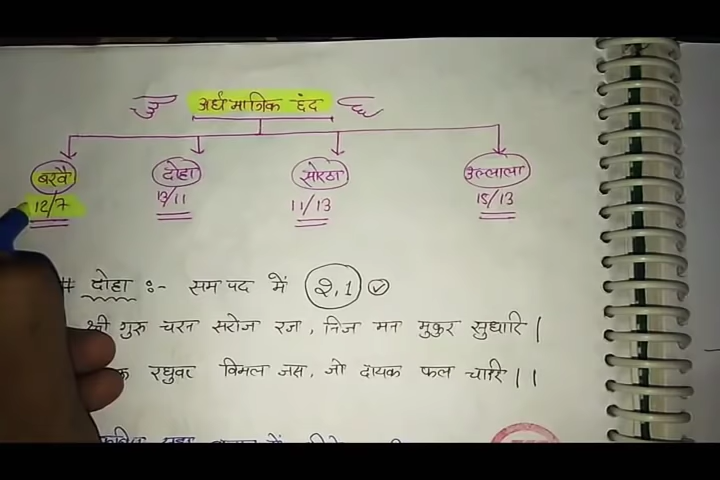 अर्धमात्रिक छंद
बरवै दोहा सोरठा उल्लाला
12/7 13/11 11/13 15/13
# दोहा :- सम पद में 2,1
श्री गुरु चरन सरोज रज, निज मन मुकुर सुधारि |
रघुवर विमल जस, जो दायक फल चारि ||